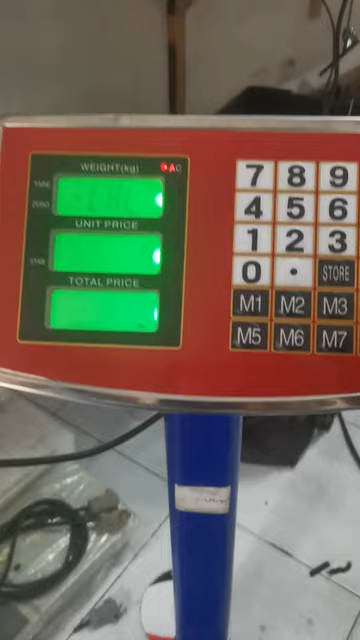 WEIGHT(kg) AC
TARE
ZERO
UNIT PRICE
STAB
TOTAL PRICE
7 8 9
4 5 6
1 2 3
0 . STORE
M1 M2 M3
M5 M6 M7